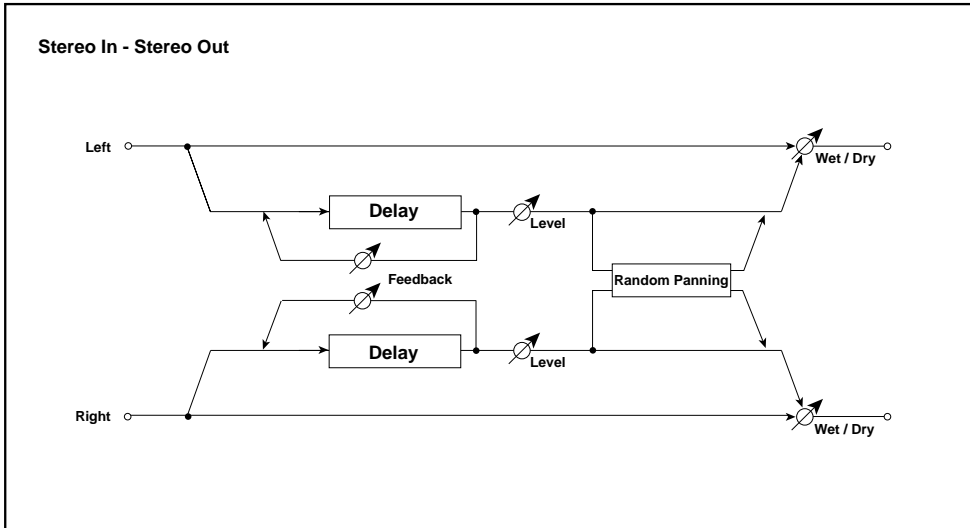 Stereo In - Stereo Out
Left
Wet / Dry
Delay
Level
Feedback
Random Panning
Delay
Level
Right
Wet / Dry